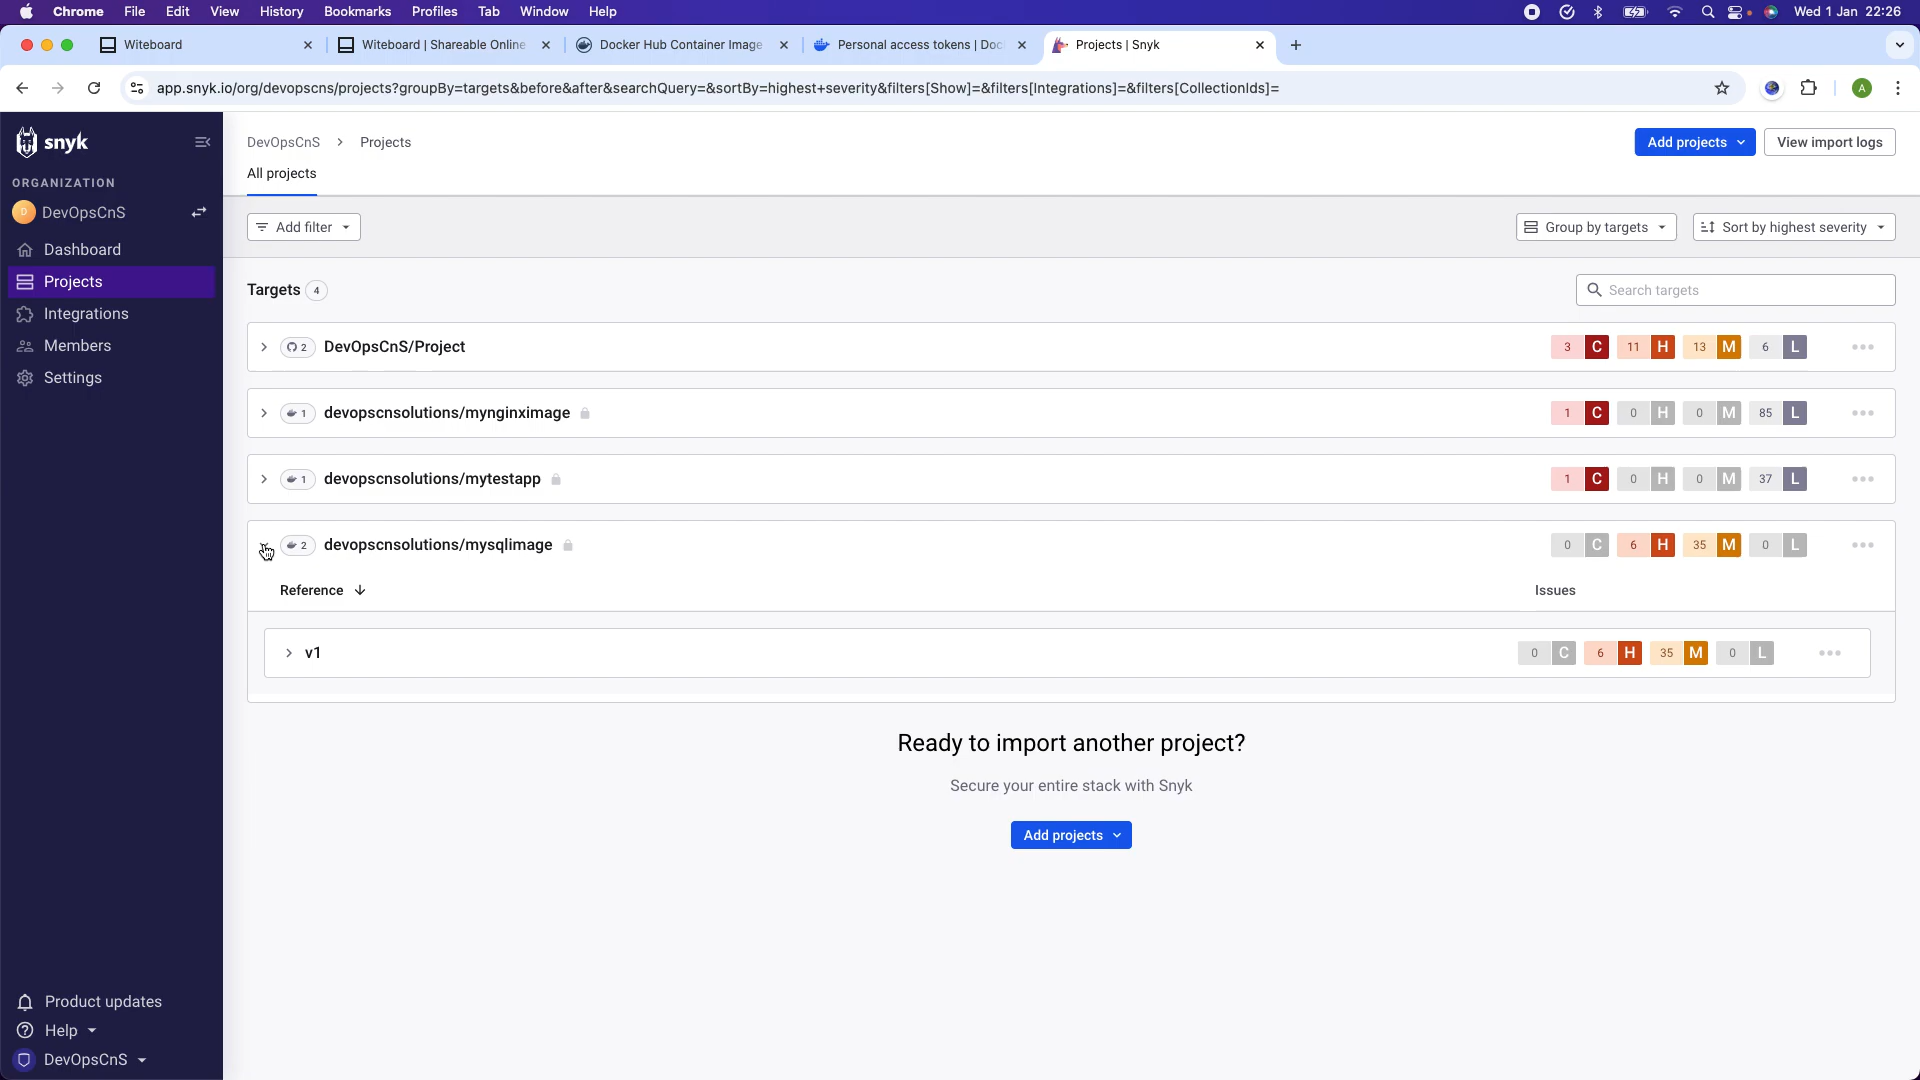 Chrome File Edit View History Bookmarks Profiles Tab Window Help Wed 1 Jan 22:26
Witeboard
Witeboard | Shareable Online
Docker Hub Container Image
Personal access tokens | Doc
Projects | Snyk
app.snyk.io/org/devopscns/projects?groupBy=targets&before&after&searchQuery=&sortBy=highest+severity&filters[Show]=&filters[Integrations]=&filters[CollectionIds]=
A
snyk
ORGANIZATION
D DevOpsCnS
Dashboard
Projects
Integrations
Members
Settings
Product updates
Help
DevOpsCnS
DevOpsCnS > Projects
Add projects
View import logs
All projects
Add filter
Group by targets
Sort by highest severity
Targets 4
Search targets
2 DevOpsCnS/Project 3 C 11 H 13 M 6 L
1 devopscnsolutions/mynginximage 1 C 0 H 0 M 85 L
1 devopscnsolutions/mytestapp 1 C 0 H 0 M 37 L
2 devopscnsolutions/mysqlimage 0 C 6 H 35 M 0 L
Reference Issues
v1 0 C 6 H 35 M 0 L
Ready to import another project?
Secure your entire stack with Snyk
Add projects